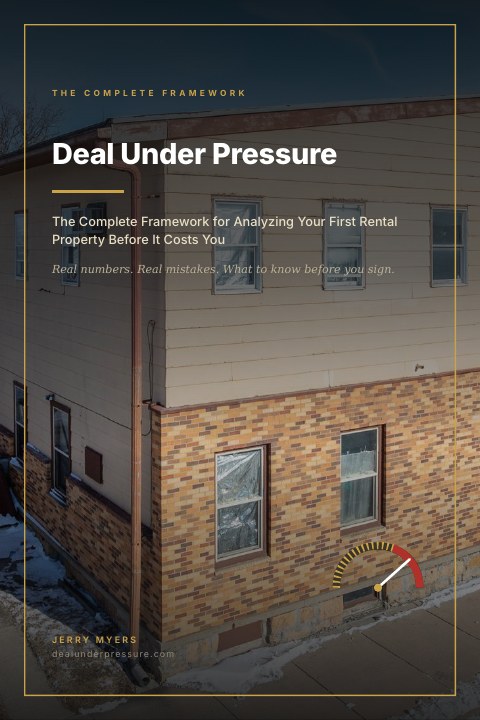 THE COMPLETE FRAMEWORK
Deal Under Pressure
The Complete Framework for Analyzing Your First Rental
Property Before It Costs You
Real numbers. Real mistakes. What to know before you sign.
JERRY MYERS
dealunderpressure.com